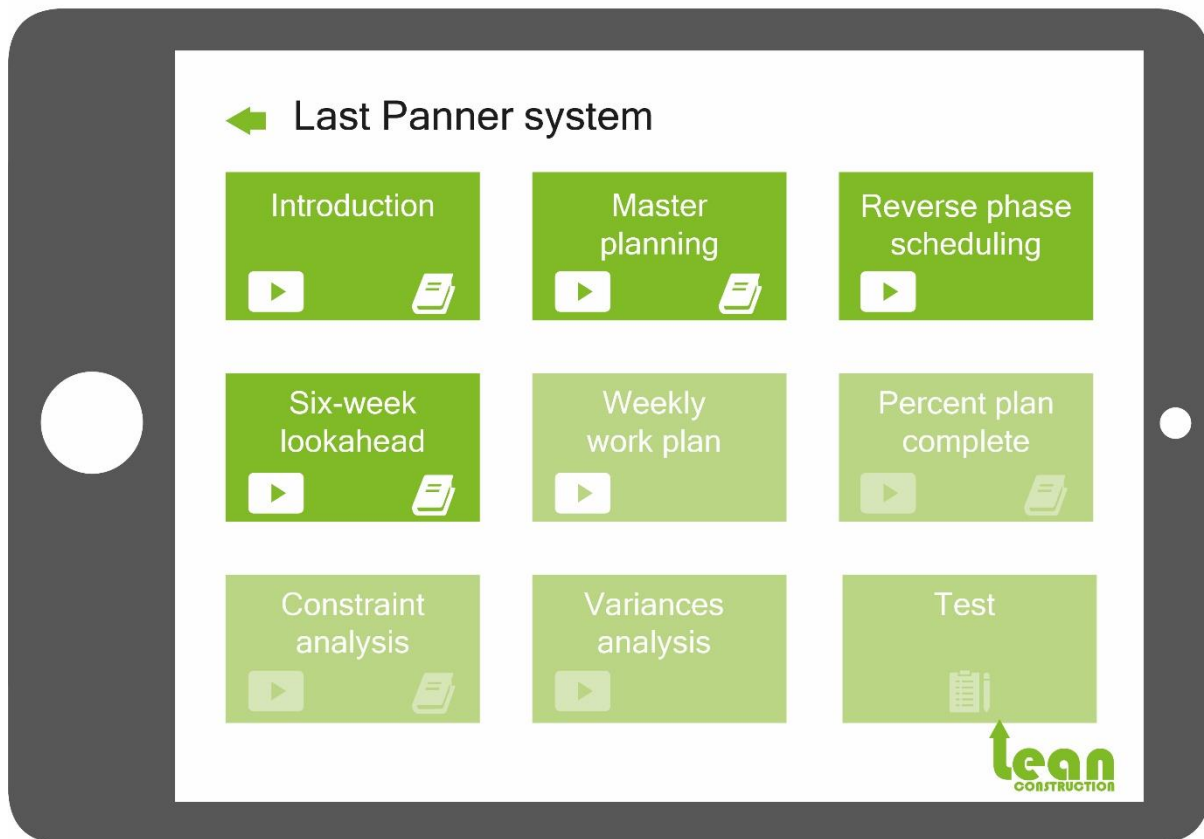 Last Panner system
Introduction
Master
planning
Reverse phase
scheduling
Six-week
lookahead
Weekly
work plan
Percent plan
complete
Constraint
analysis
Variances
analysis
Test
Lean
CONSTRUCTION